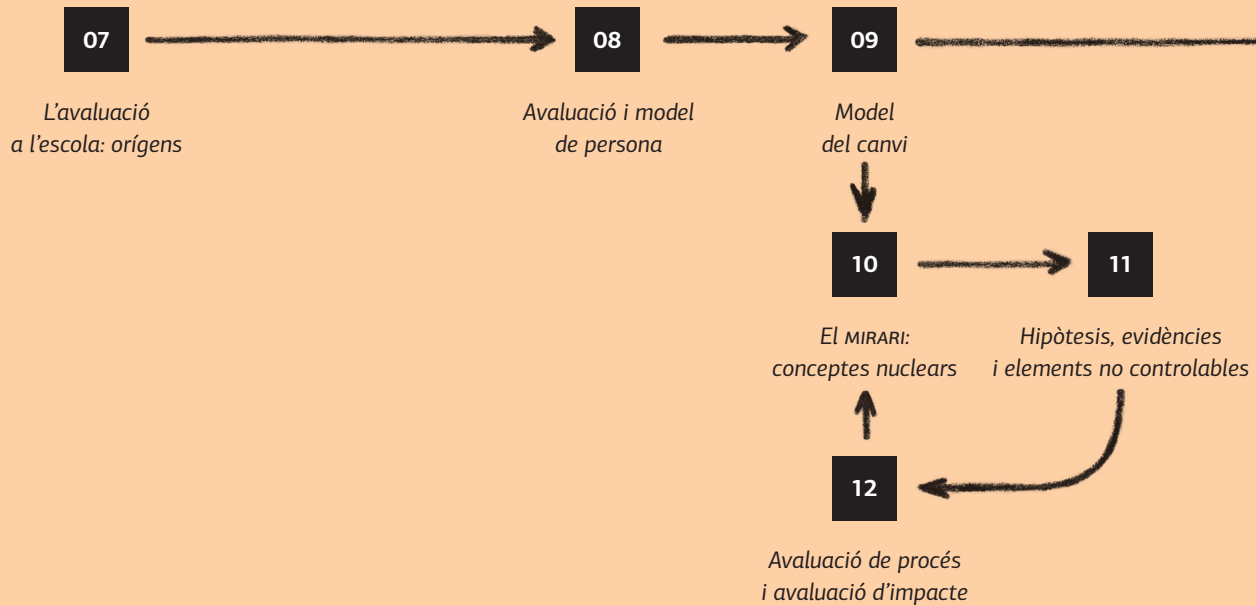 07
L’avaluació
a l’escola: orígens
08
Avaluació i model
de persona
09
Model
del canvi
10
El MIRARI:
conceptes nuclears
11
Hipòtesis, evidències
i elements no controlables
12
Avaluació de procés
i avaluació d’impacte